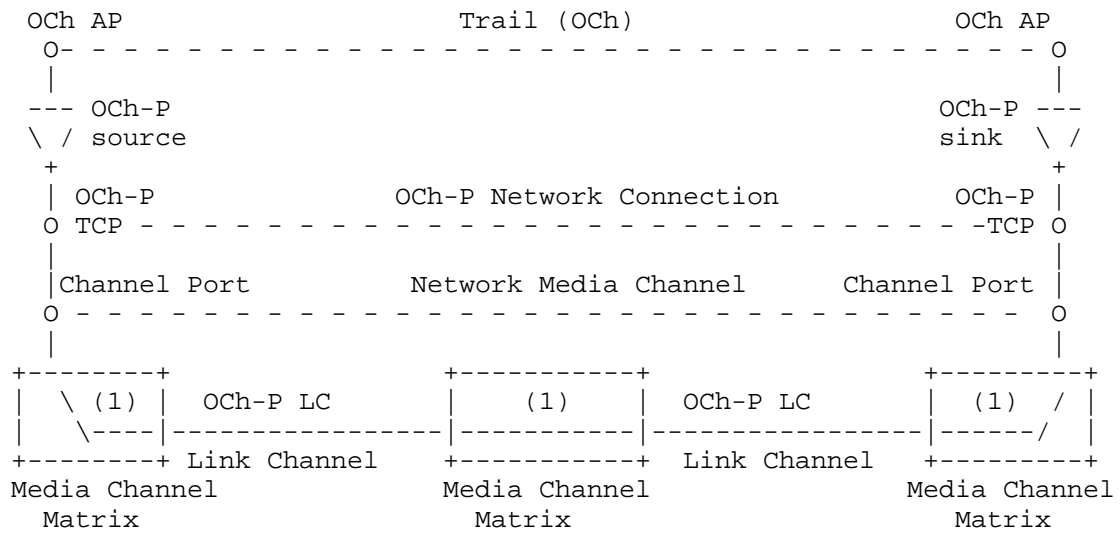 OCh AP Trail (OCh) OCh AP
O- - - - - - - - - - - - - - - - - - - - - - - - - - - - - - - O
| |
--- OCh-P OCh-P ---
\ / source sink \ /
+ +
| OCh-P OCh-P Network Connection OCh-P |
O TCP - - - - - - - - - - - - - - - - - - - - - - - - - - -TCP O
| |
|Channel Port Network Media Channel Channel Port |
O - - - - - - - - - - - - - - - - - - - - - - - - - - - - - - O
| |
+--------+ +-----------+ +---------+
| \ (1) | OCh-P LC | (1) | OCh-P LC | (1) / |
| \----|-----------------|-----------|-----------------|------/ |
+--------+ Link Channel +-----------+ Link Channel +---------+
Media Channel Media Channel Media Channel
Matrix Matrix Matrix